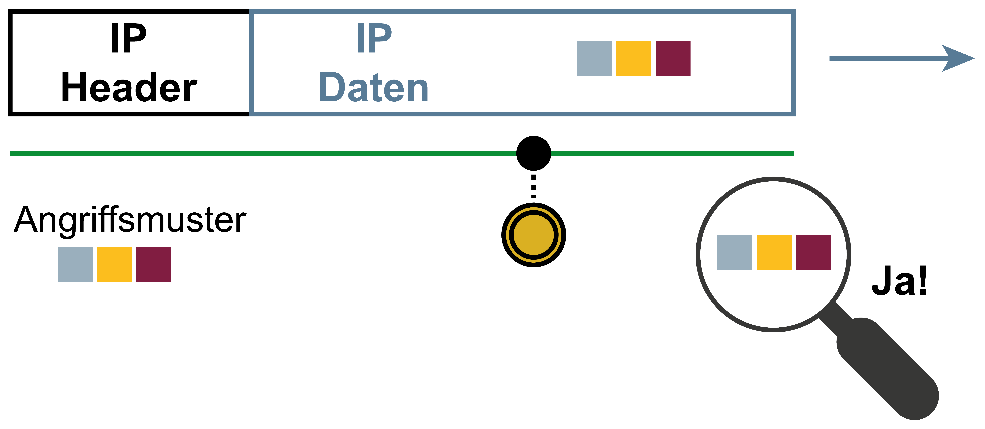 IP
Header
IP
Daten
Angriffsmuster
Ja!